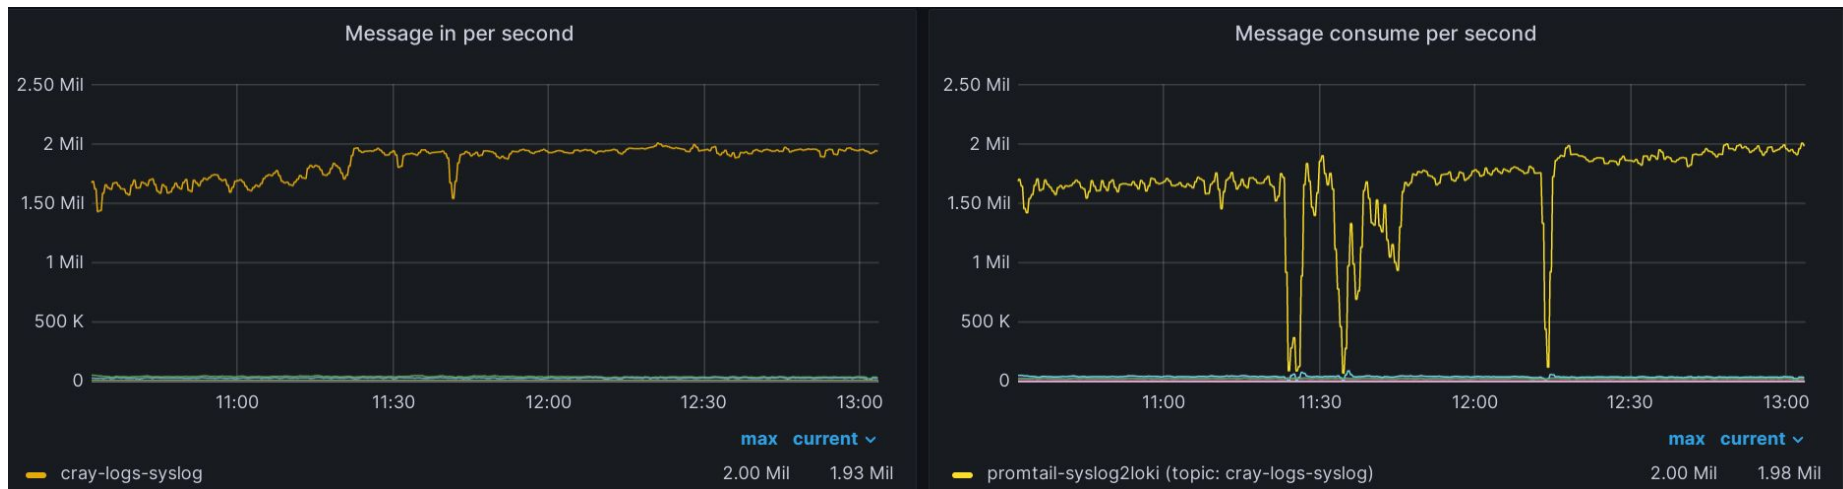 Message in per second
2.50 Mil
2 Mil
1.50 Mil
1 Mil
500 K
0
11:00 11:30 12:00 12:30 13:00
max current
cray-logs-syslog 2.00 Mil 1.93 Mil
Message consume per second
2.50 Mil
2 Mil
1.50 Mil
1 Mil
500 K
0
11:00 11:30 12:00 12:30 13:00
max current
promtail-syslog2loki (topic: cray-logs-syslog) 2.00 Mil 1.98 Mil